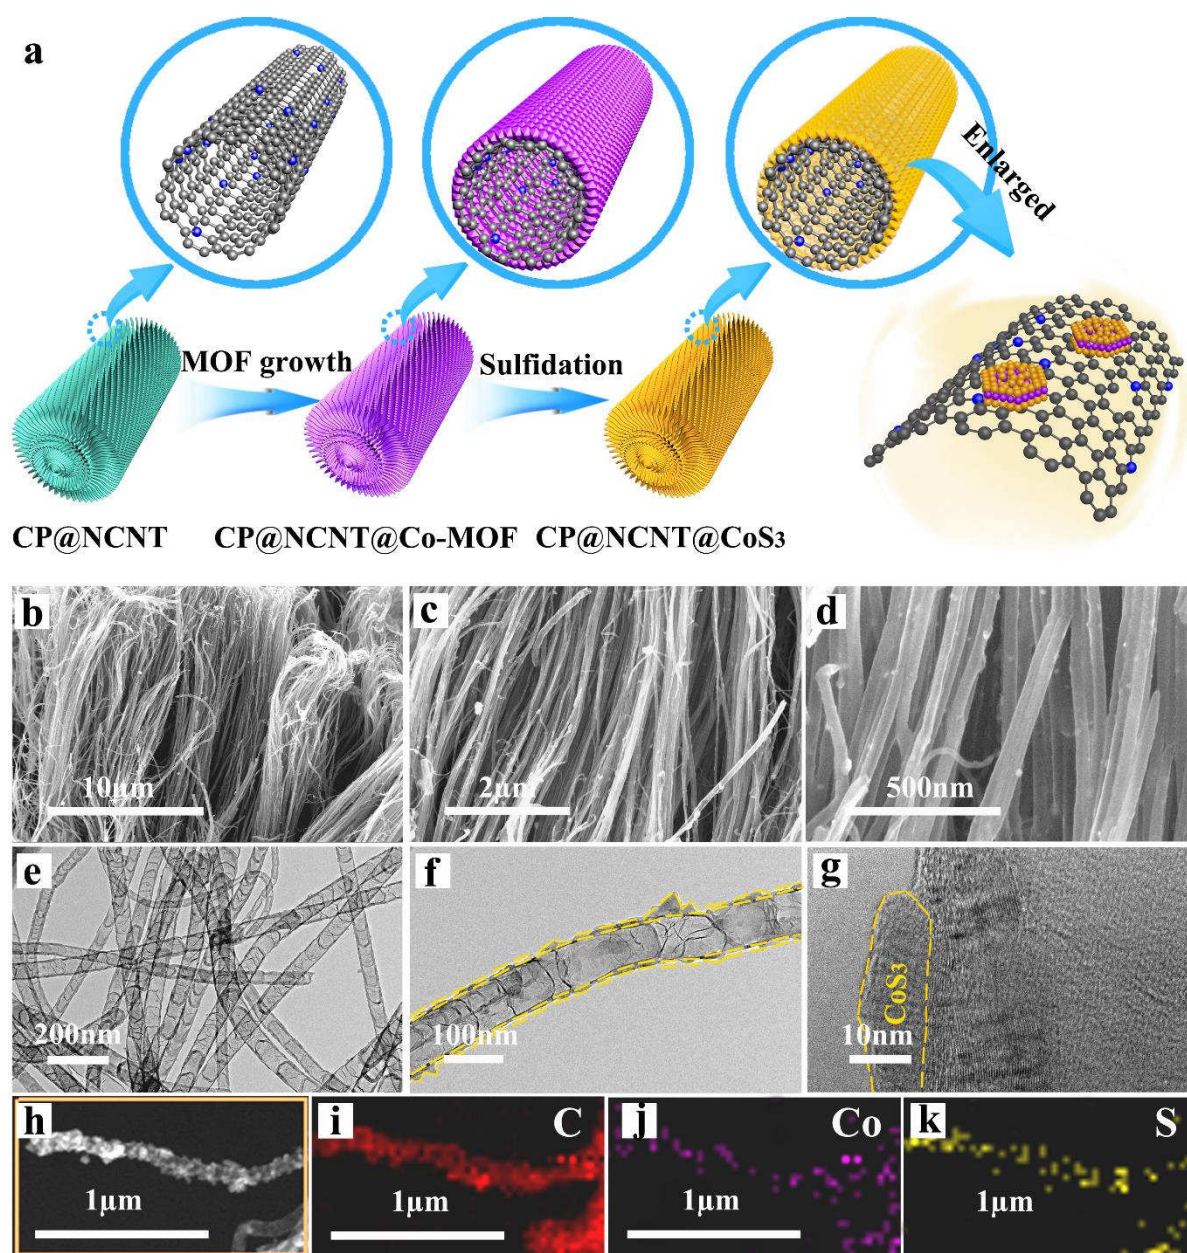 a
Enlarged
MOF growth
Sulfidation
CP@NCNT
CP@NCNT@Co-MOF
CP@NCNT@CoS3
b
10μm
c
2μm
d
500nm
e
200nm
f
100nm
g
CoS3
10nm
h
1μm
i
C
1μm
j
Co
1μm
k
S
1μm